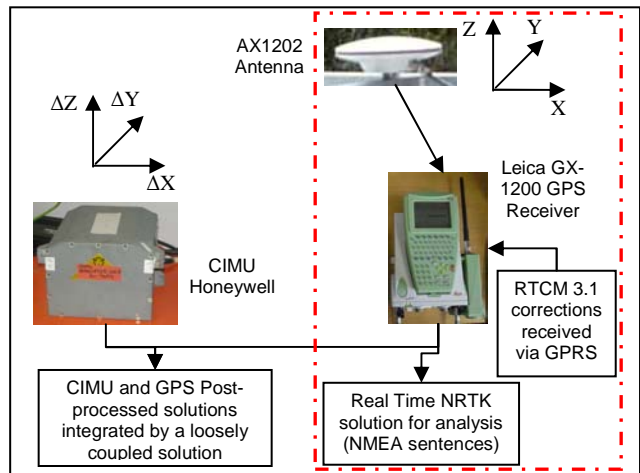 AX1202
Antenna
Z
Y
X
ΔZ
ΔY
ΔX
Leica GX-
1200 GPS
Receiver
CIMU
Honeywell
RTCM 3.1
corrections
received
via GPRS
CIMU and GPS Post-
processed solutions
integrated by a loosely
coupled solution
Real Time NRTK
solution for analysis
(NMEA sentences)